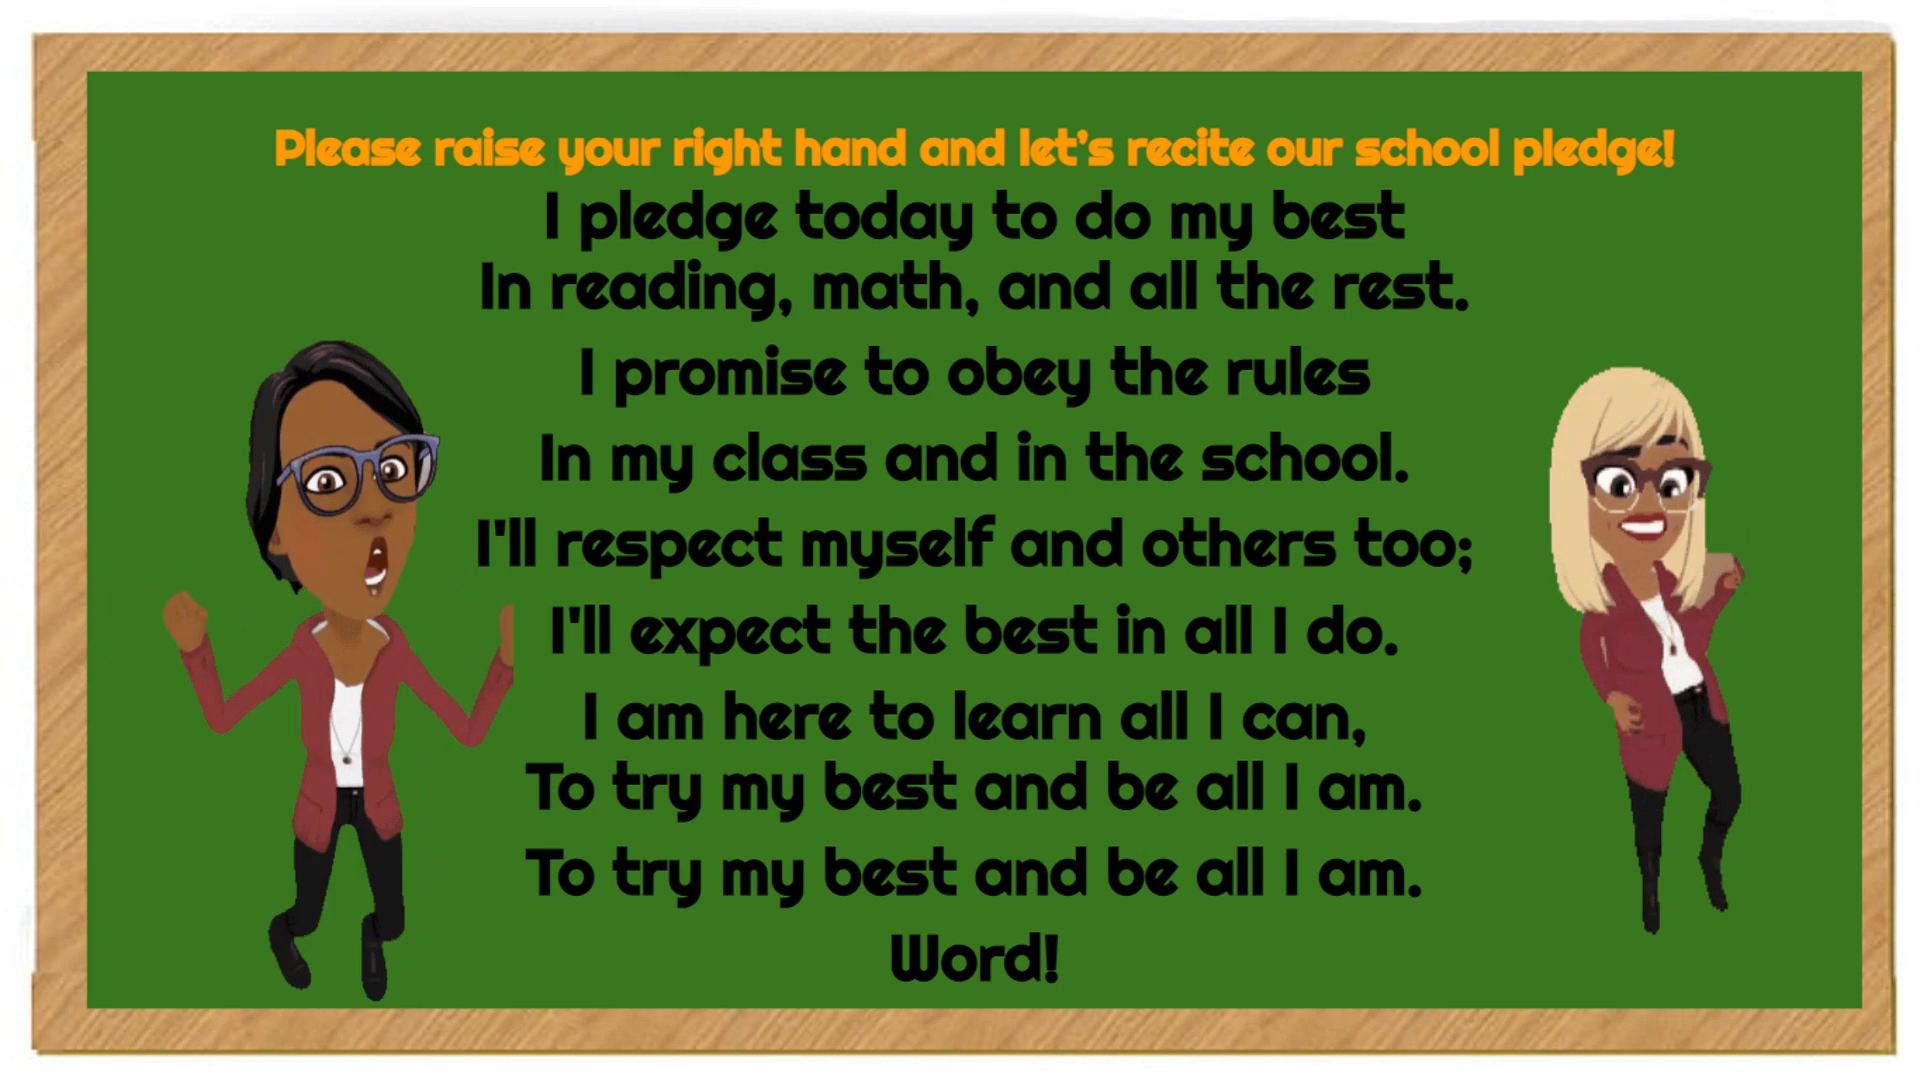 Please raise your right hand and let's recite our school pledge!
I pledge today to do my best
In reading, math, and all the rest.
I promise to obey the rules
In my class and in the school.
I'll respect myself and others too;
I'll expect the best in all I do.
I am here to learn all I can,
To try my best and be all I am.
To try my best and be all I am.
Word!